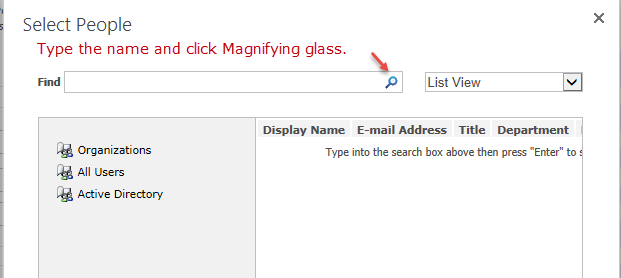 Select People
Type the name and click Magnifying glass.
Find
List View
Display Name E-mail Address Title Department
Type into the search box above then press "Enter" to s
Organizations
All Users
Active Directory